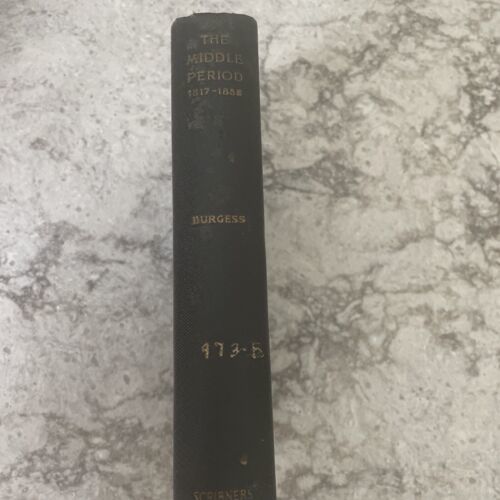 THE
MIDDLE
PERIOD
1817-1858
BURGESS
973-B
SCRIBNERS